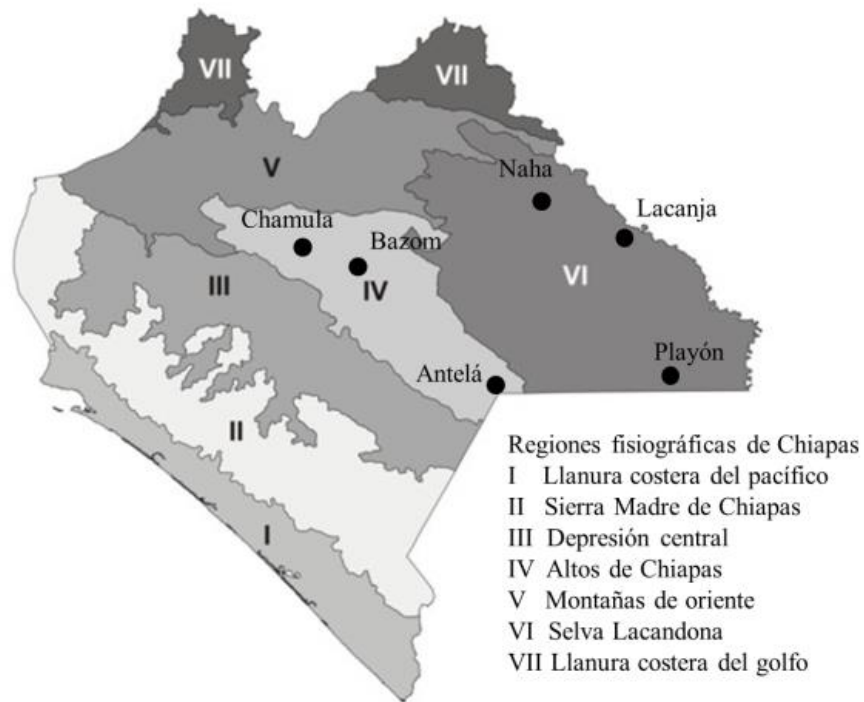 VII
VII
V
Naha
Lacanja
Chamula
Bazom
III
IV
VI
Playón
Antelá
II
I
Regiones fisiográficas de Chiapas
I Llanura costera del pacífico
II Sierra Madre de Chiapas
III Depresión central
IV Altos de Chiapas
V Montañas de oriente
VI Selva Lacandona
VII Llanura costera del golfo